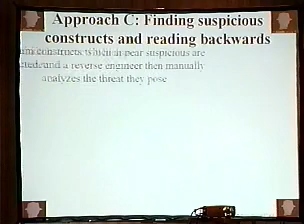 Approach C: Finding suspicious
constructs and reading backwards
constructs which appear suspicious are
and a reverse engineer then manually
analyzes the threat they pose